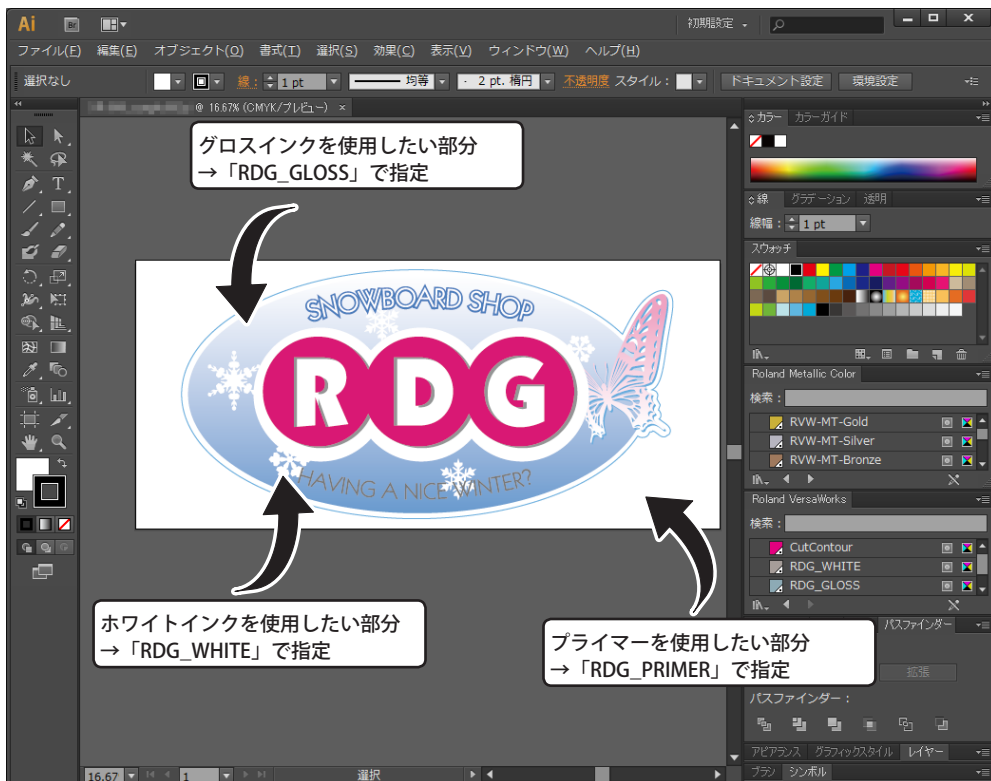 Ai
Br
初期設定
ファイル(F) 編集(E) オブジェクト(O) 書式(T) 選択(S) 効果(C) 表示(V) ウィンドウ(W) ヘルプ(H)
選択なし
線：
1 pt
均等
2 pt. 楕円
不透明度
スタイル：
ドキュメント設定
環境設定
@ 16.67% (CMYK/プレビュー) ×
グロスインクを使用したい部分
→「RDG_GLOSS」で指定
SNOWBOARD SHOP
RDG
HAVING A NICE WINTER?
ホワイトインクを使用したい部分
→「RDG_WHITE」で指定
プライマーを使用したい部分
→「RDG_PRIMER」で指定
カラー カラーガイド
線 グラデーション 透明
線幅： 1 pt
スウォッチ
Roland Metallic Color
検索：
RVW-MT-Gold
RVW-MT-Silver
RVW-MT-Bronze
Roland VersaWorks
検索：
CutContour
RDG_WHITE
RDG_GLOSS
パスファインダー
拡張
パスファインダー：
アピアランス グラフィックスタイル レイヤー
ブラシ シンボル
16.67
1
選択